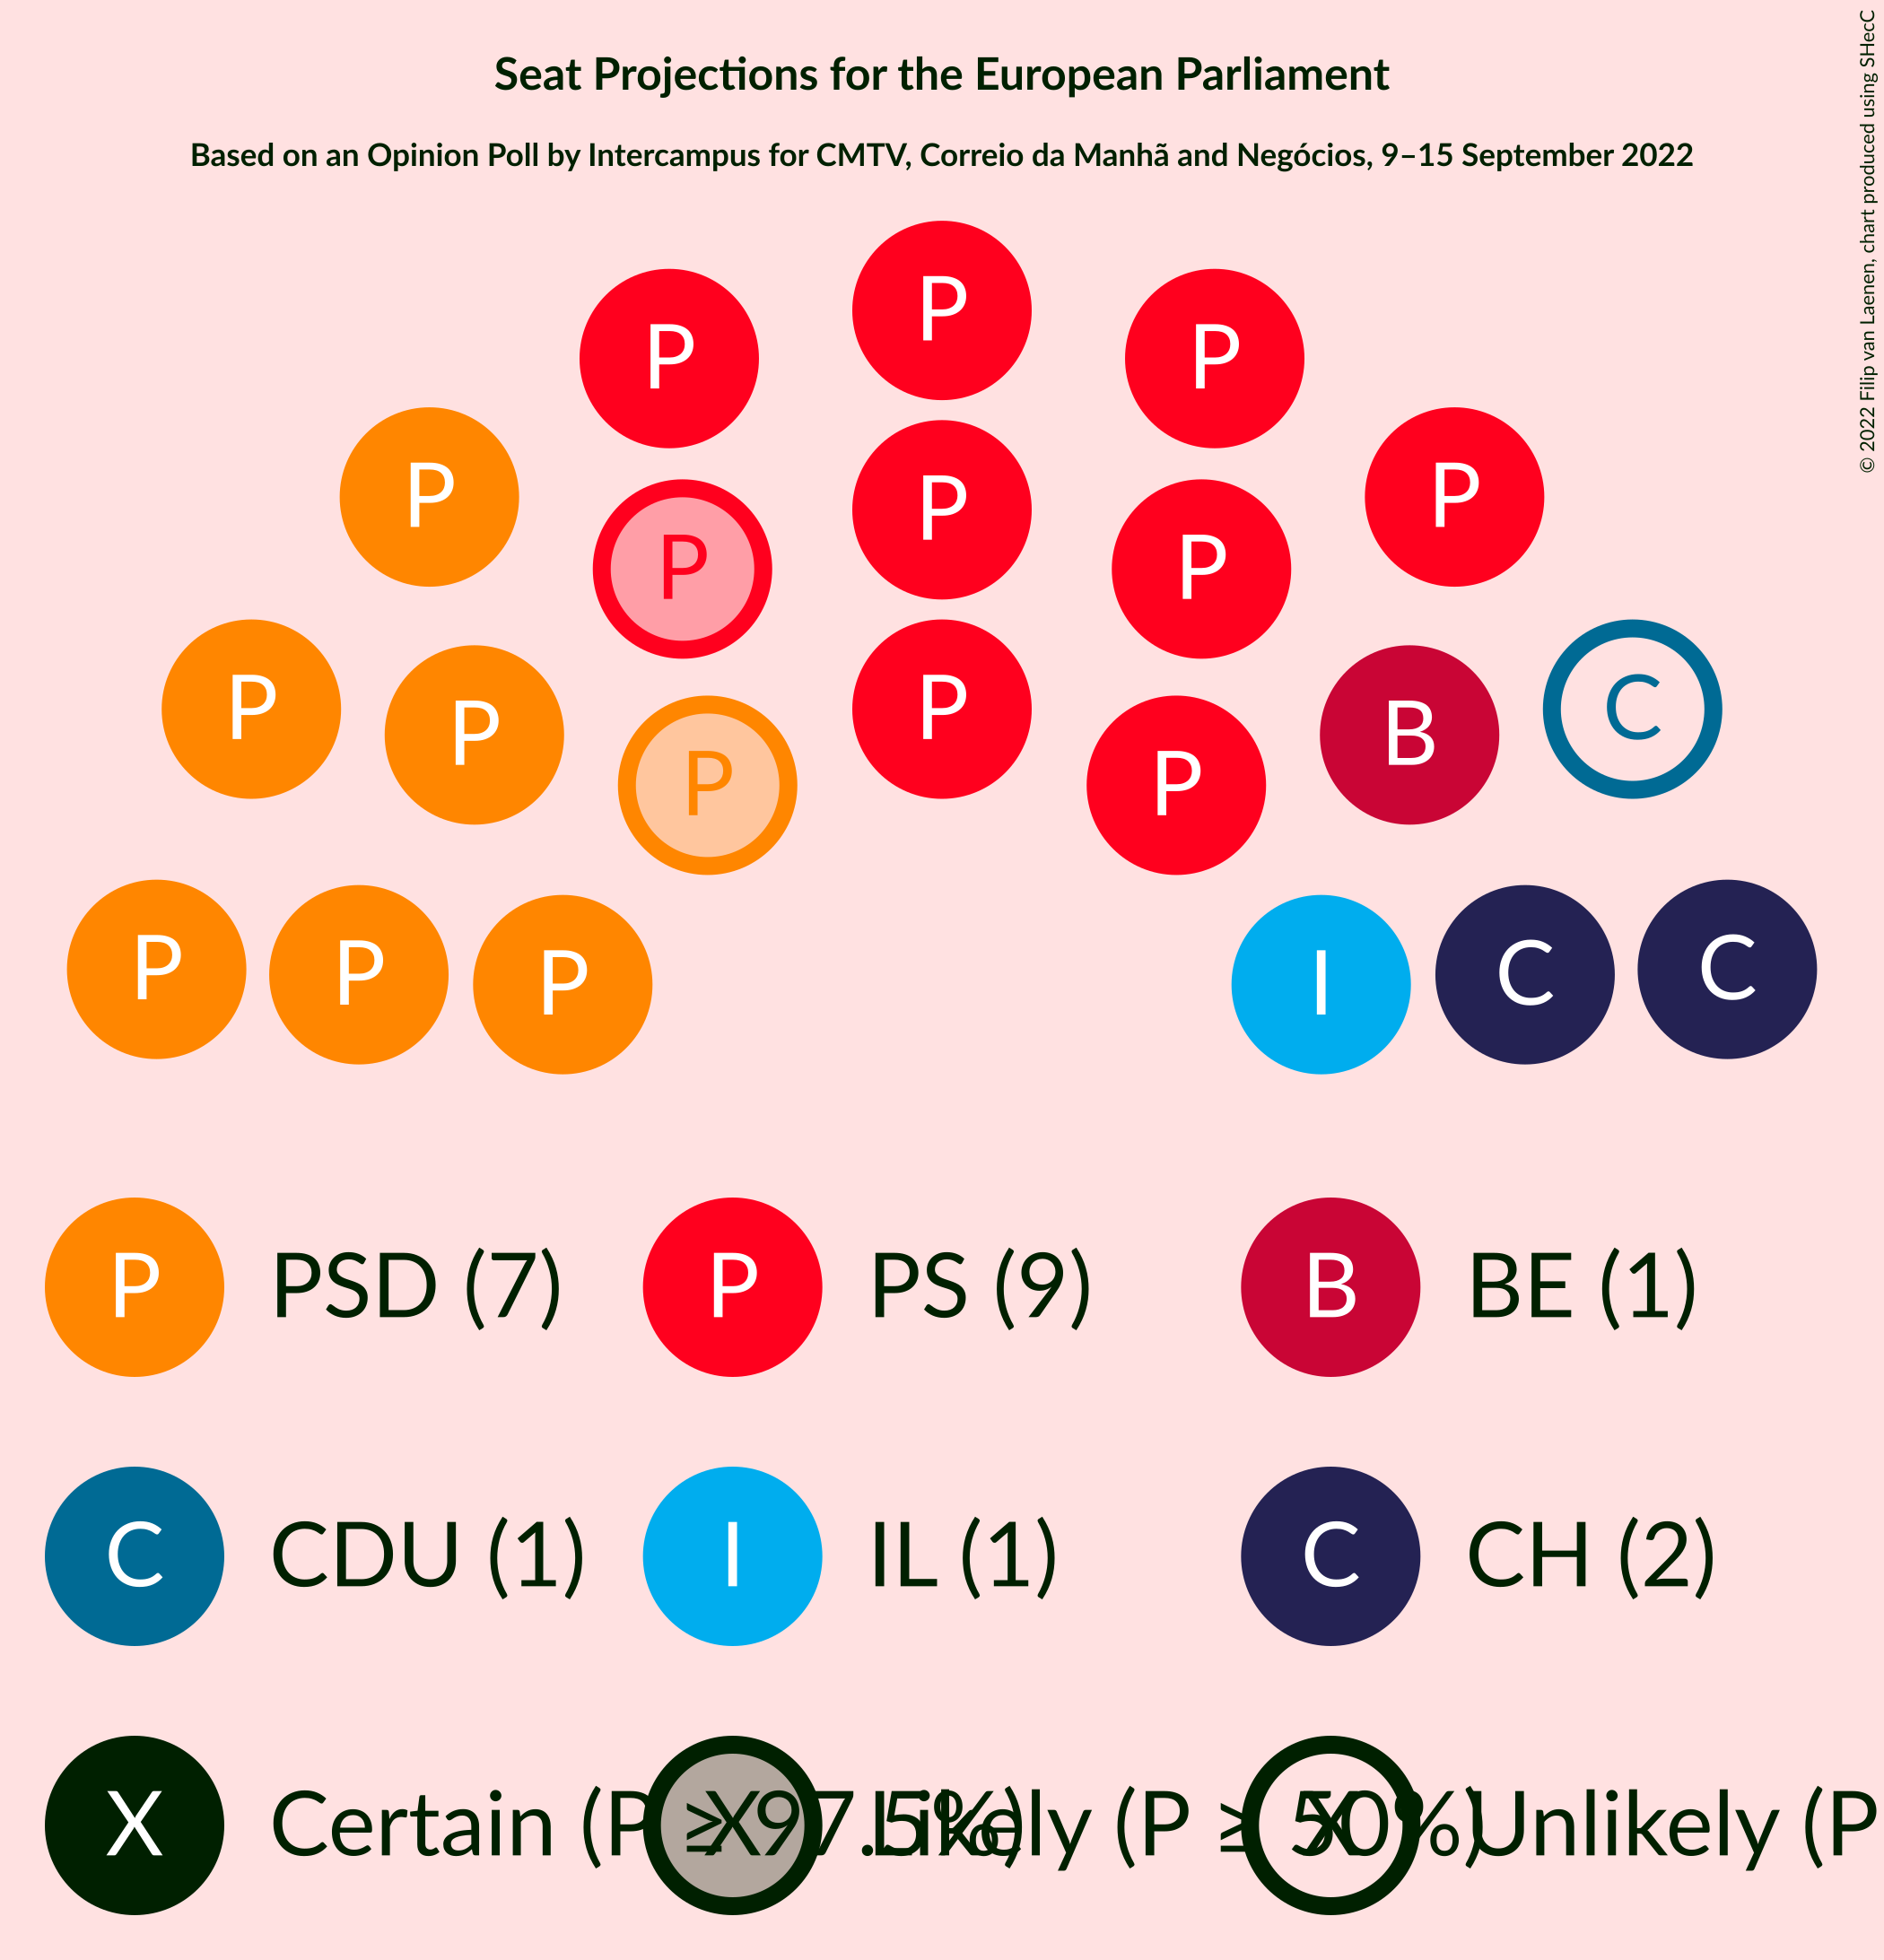 Seat Projections for the European Parliament
Based on an Opinion Poll by Intercampus for CMTV, Correio da Manhã and Negócios, 9–15 September 2022
© 2022 Filip van Laenen, chart produced using SHecC
P
P P
P
P P
P
P P
P
P P
P
P P B C
P P
P P P I C C
P PSD (7) P PS (9) B BE (1)
C CDU (1) I IL (1) C CH (2)
X Certain (P ≥ 97.5%) X Likely (P ≥ 50%) X Unlikely (P